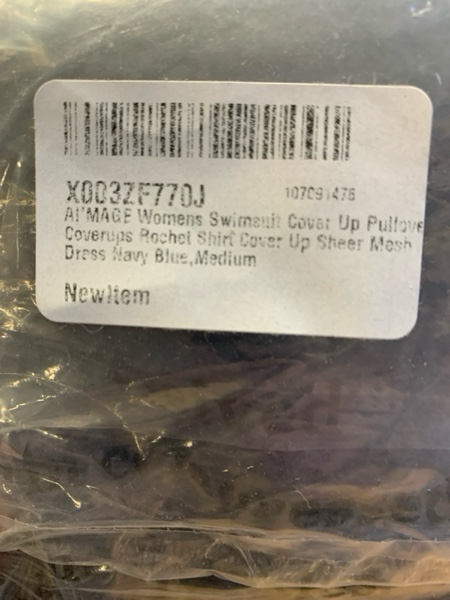 X003ZF770J 107091476
AI'MAGE Womens Swimsuit Cover Up Pullove
Coverups Rochet Shirt Cover Up Sheer Mesh
Dress Navy Blue,Medium
NewItem